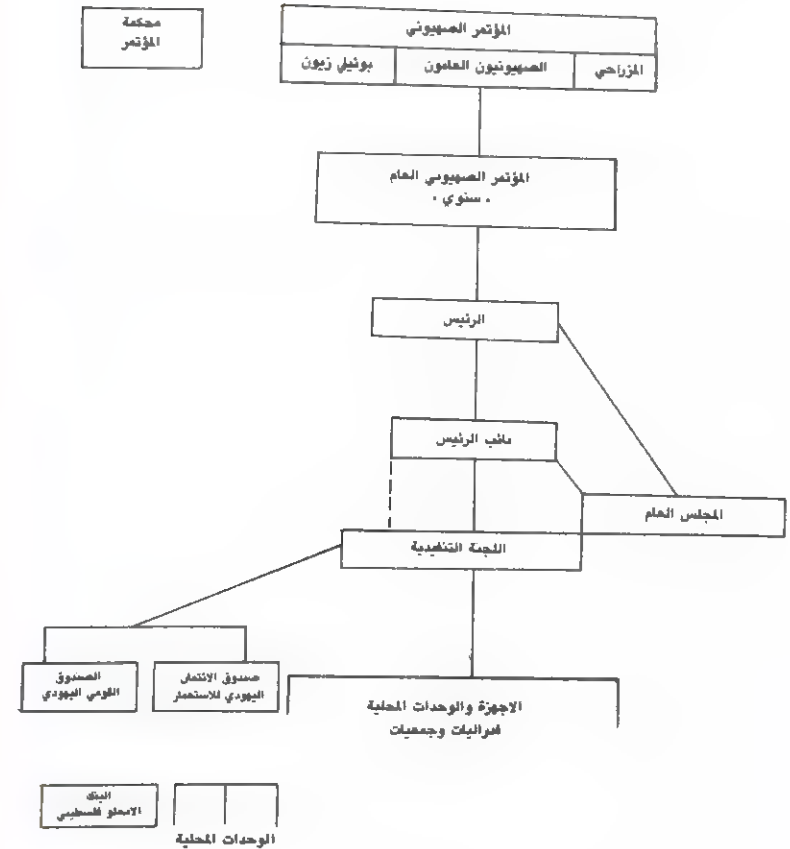 محكمة
المؤتمر
المؤتمر الصهيوني
المزراحي
الصهيونيون العامون
بوئيلي زيون
المؤتمر الصهيوني العام
- سنوي -
الرئيس
نائب الرئيس
المجلس العام
اللجنة التنفيذية
صندوق الائتمان
اليهودي للاستعمار
الصندوق
القومي اليهودي
الاجهزة والوحدات المحلية
فدراليات وجمعيات
البنك
الانجلو فلسطيني
الوحدات المحلية